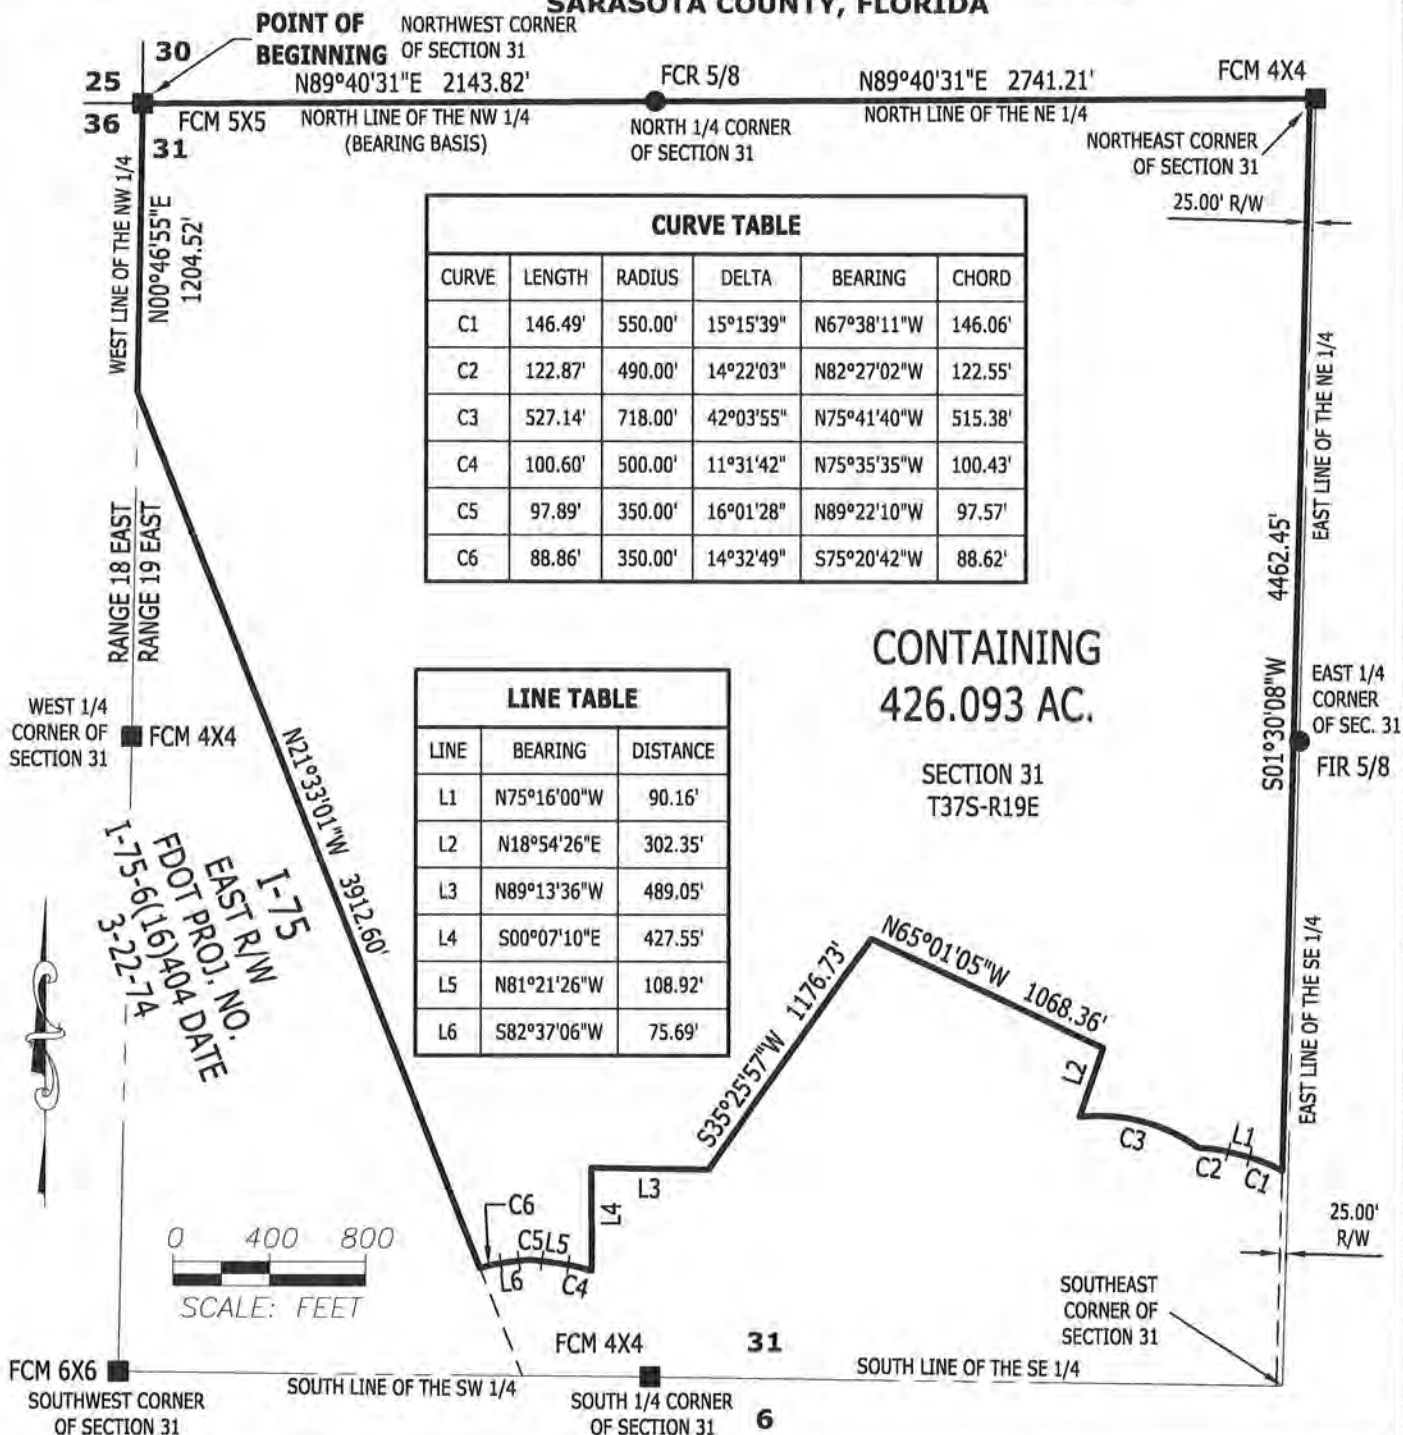 SARASOTA COUNTY, FLORIDA
POINT OF
BEGINNING
NORTHWEST CORNER
OF SECTION 31
30
25
36
31
FCM 5X5
N89°40'31"E 2143.82'
NORTH LINE OF THE NW 1/4
(BEARING BASIS)
FCR 5/8
NORTH 1/4 CORNER
OF SECTION 31
N89°40'31"E 2741.21'
NORTH LINE OF THE NE 1/4
FCM 4X4
NORTHEAST CORNER
OF SECTION 31
25.00' R/W
WEST LINE OF THE NW 1/4
N00°46'55"E
1204.52'
CURVE TABLE
CURVE LENGTH RADIUS DELTA BEARING CHORD
C1 146.49' 550.00' 15°15'39" N67°38'11"W 146.06'
C2 122.87' 490.00' 14°22'03" N82°27'02"W 122.55'
C3 527.14' 718.00' 42°03'55" N75°41'40"W 515.38'
C4 100.60' 500.00' 11°31'42" N75°35'35"W 100.43'
C5 97.89' 350.00' 16°01'28" N89°22'10"W 97.57'
C6 88.86' 350.00' 14°32'49" S75°20'42"W 88.62'
EAST LINE OF THE NE 1/4
S01°30'08"W 4462.45'
RANGE 18 EAST
RANGE 19 EAST
CONTAINING
426.093 AC.
SECTION 31
T37S-R19E
WEST 1/4
CORNER OF
SECTION 31
FCM 4X4
EAST 1/4
CORNER
OF SEC. 31
FIR 5/8
LINE TABLE
LINE BEARING DISTANCE
L1 N75°16'00"W 90.16'
L2 N18°54'26"E 302.35'
L3 N89°13'36"W 489.05'
L4 S00°07'10"E 427.55'
L5 N81°21'26"W 108.92'
L6 S82°37'06"W 75.69'
N21°33'01"W 3912.60'
I-75
EAST R/W
FDOT PROJ. NO.
I-75-6(16)404 DATE
3-22-74
S35°25'57"W 1176.73'
N65°01'05"W 1068.36'
L2
C3
C2
L1
C1
EAST LINE OF THE SE 1/4
L3
L4
C6
C5
L5
L6
C4
25.00'
R/W
0 400 800
SCALE: FEET
SOUTHEAST
CORNER OF
SECTION 31
FCM 6X6
SOUTHWEST CORNER
OF SECTION 31
SOUTH LINE OF THE SW 1/4
FCM 4X4
SOUTH 1/4 CORNER
OF SECTION 31
31
6
SOUTH LINE OF THE SE 1/4